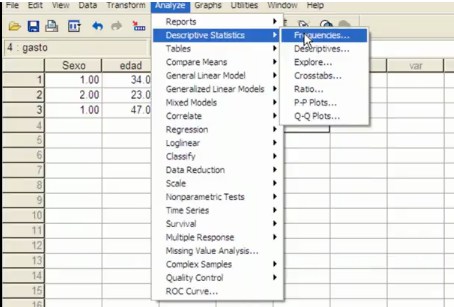 File Edit View Data Transform Analyze Graphs Utilities Window Help
4 : gasto
Sexo edad var
1 1.00 34.0
2 2.00 23.0
3 1.00 47.0
4
5
6
7
8
9
10
11
12
13
14
15
Reports
Descriptive Statistics
Tables
Compare Means
General Linear Model
Generalized Linear Models
Mixed Models
Correlate
Regression
Loglinear
Classify
Data Reduction
Scale
Nonparametric Tests
Time Series
Survival
Multiple Response
Missing Value Analysis...
Complex Samples
Quality Control
ROC Curve...
Frequencies...
Descriptives...
Explore...
Crosstabs...
Ratio...
P-P Plots...
Q-Q Plots...